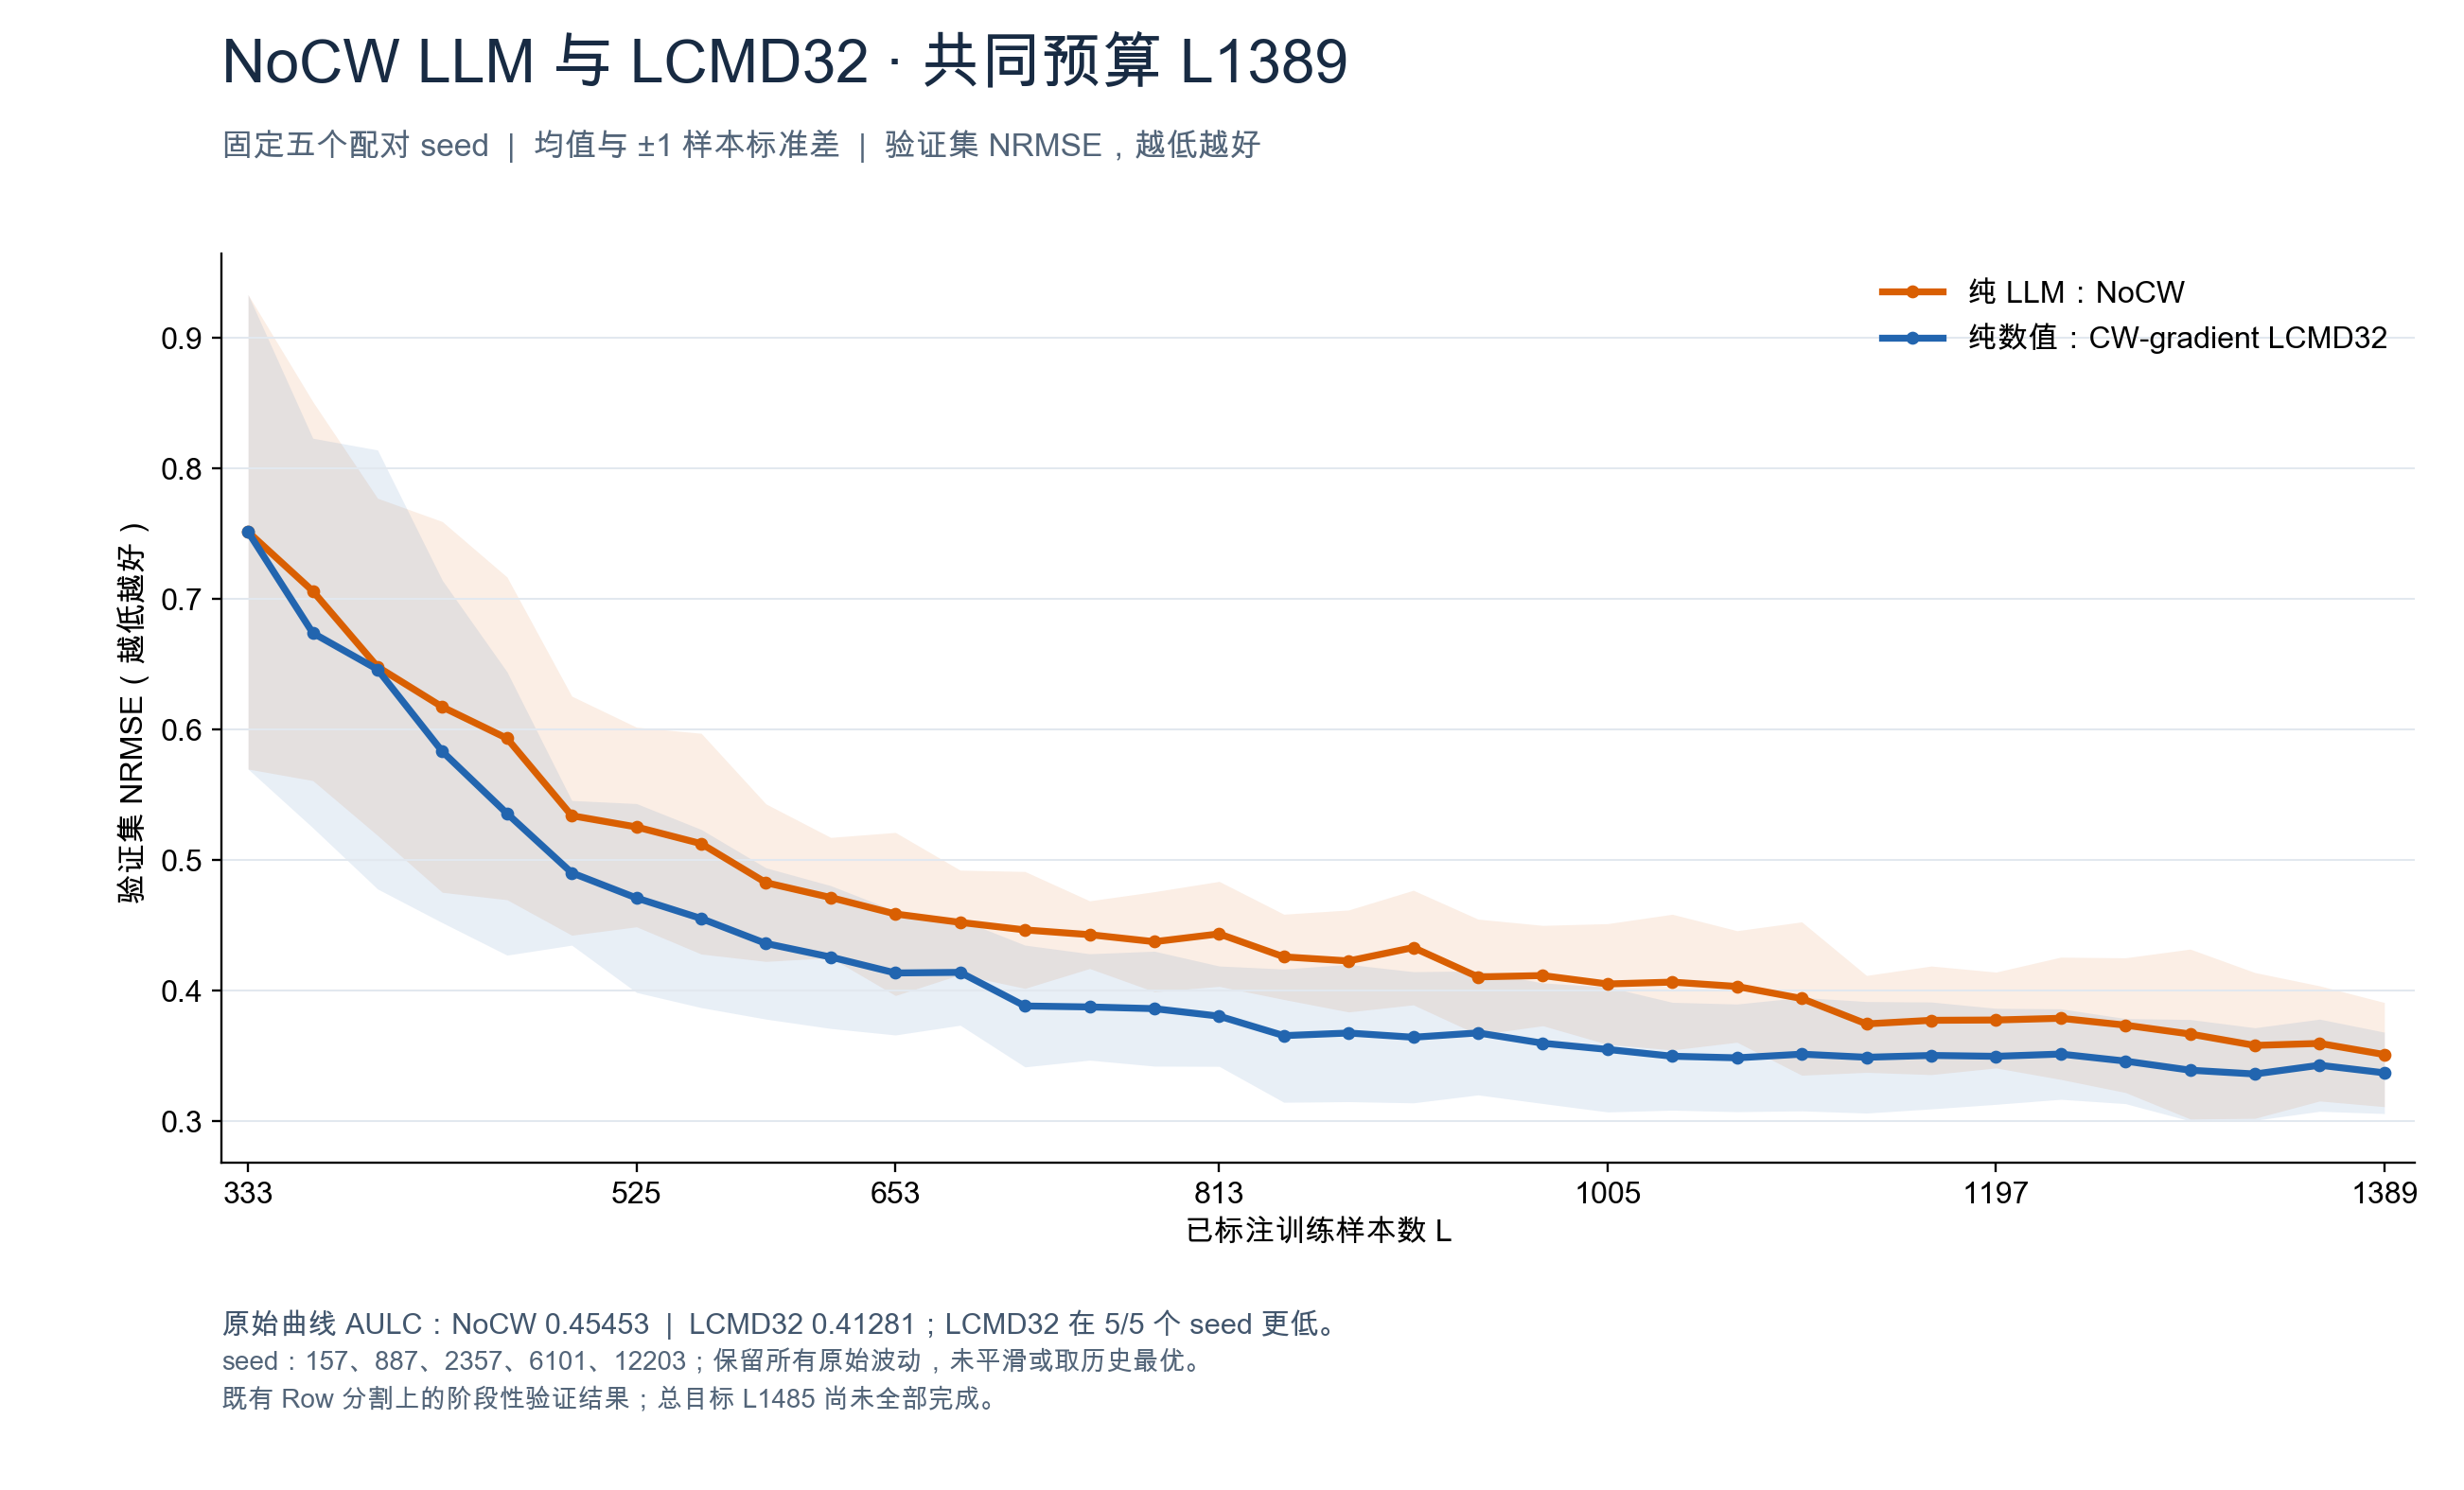 NoCW LLM 与 LCMD32 · 共同预算 L1389
固定五个配对 seed | 均值与 ±1 样本标准差 | 验证集 NRMSE，越低越好
纯 LLM：NoCW
纯数值：CW-gradient LCMD32
验证集 NRMSE（越低越好）
0.9
0.8
0.7
0.6
0.5
0.4
0.3
333 525 653 813 1005 1197 1389
已标注训练样本数 L
原始曲线 AULC：NoCW 0.45453 | LCMD32 0.41281；LCMD32 在 5/5 个 seed 更低。
seed：157、887、2357、6101、12203；保留所有原始波动，未平滑或取历史最优。
既有 Row 分割上的阶段性验证结果；总目标 L1485 尚未全部完成。